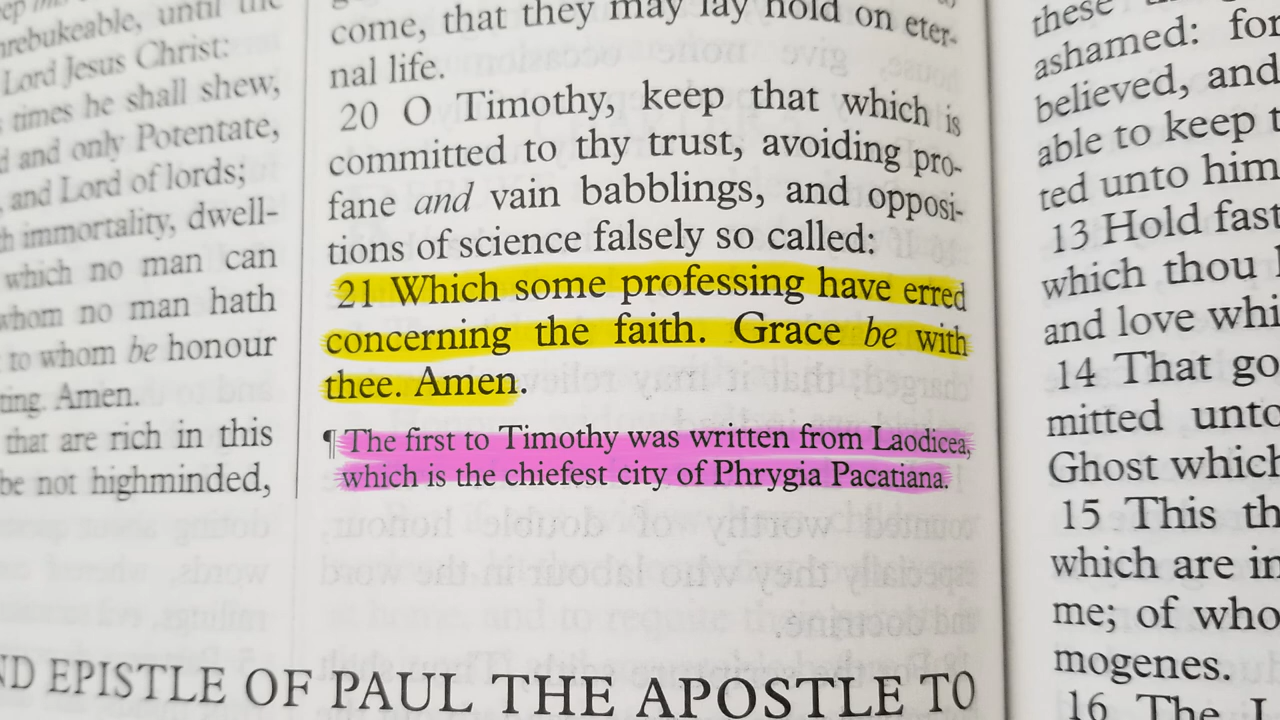 nrebukeable, until the
Lord Jesus Christ:
times he shall shew,
and only Potentate,
and Lord of lords;
immortality, dwell-
which no man can
whom no man hath
to whom be honour
Amen.
that are rich in this
be not highminded,
come, that they may lay hold on eter-
nal life.
20 O Timothy, keep that which is
committed to thy trust, avoiding pro-
fane and vain babblings, and opposi-
tions of science falsely so called:
21 Which some professing have erred
concerning the faith. Grace be with
thee. Amen.
¶ The first to Timothy was written from Laodicea,
which is the chiefest city of Phrygia Pacatiana.
ND EPISTLE OF PAUL THE APOSTLE TO
these
ashamed: for
believed, and
able to keep t
ted unto him
13 Hold fast
which thou
and love whi
14 That go
mitted unto
Ghost which
15 This th
which are in
me; of who
mogenes.
16 The L